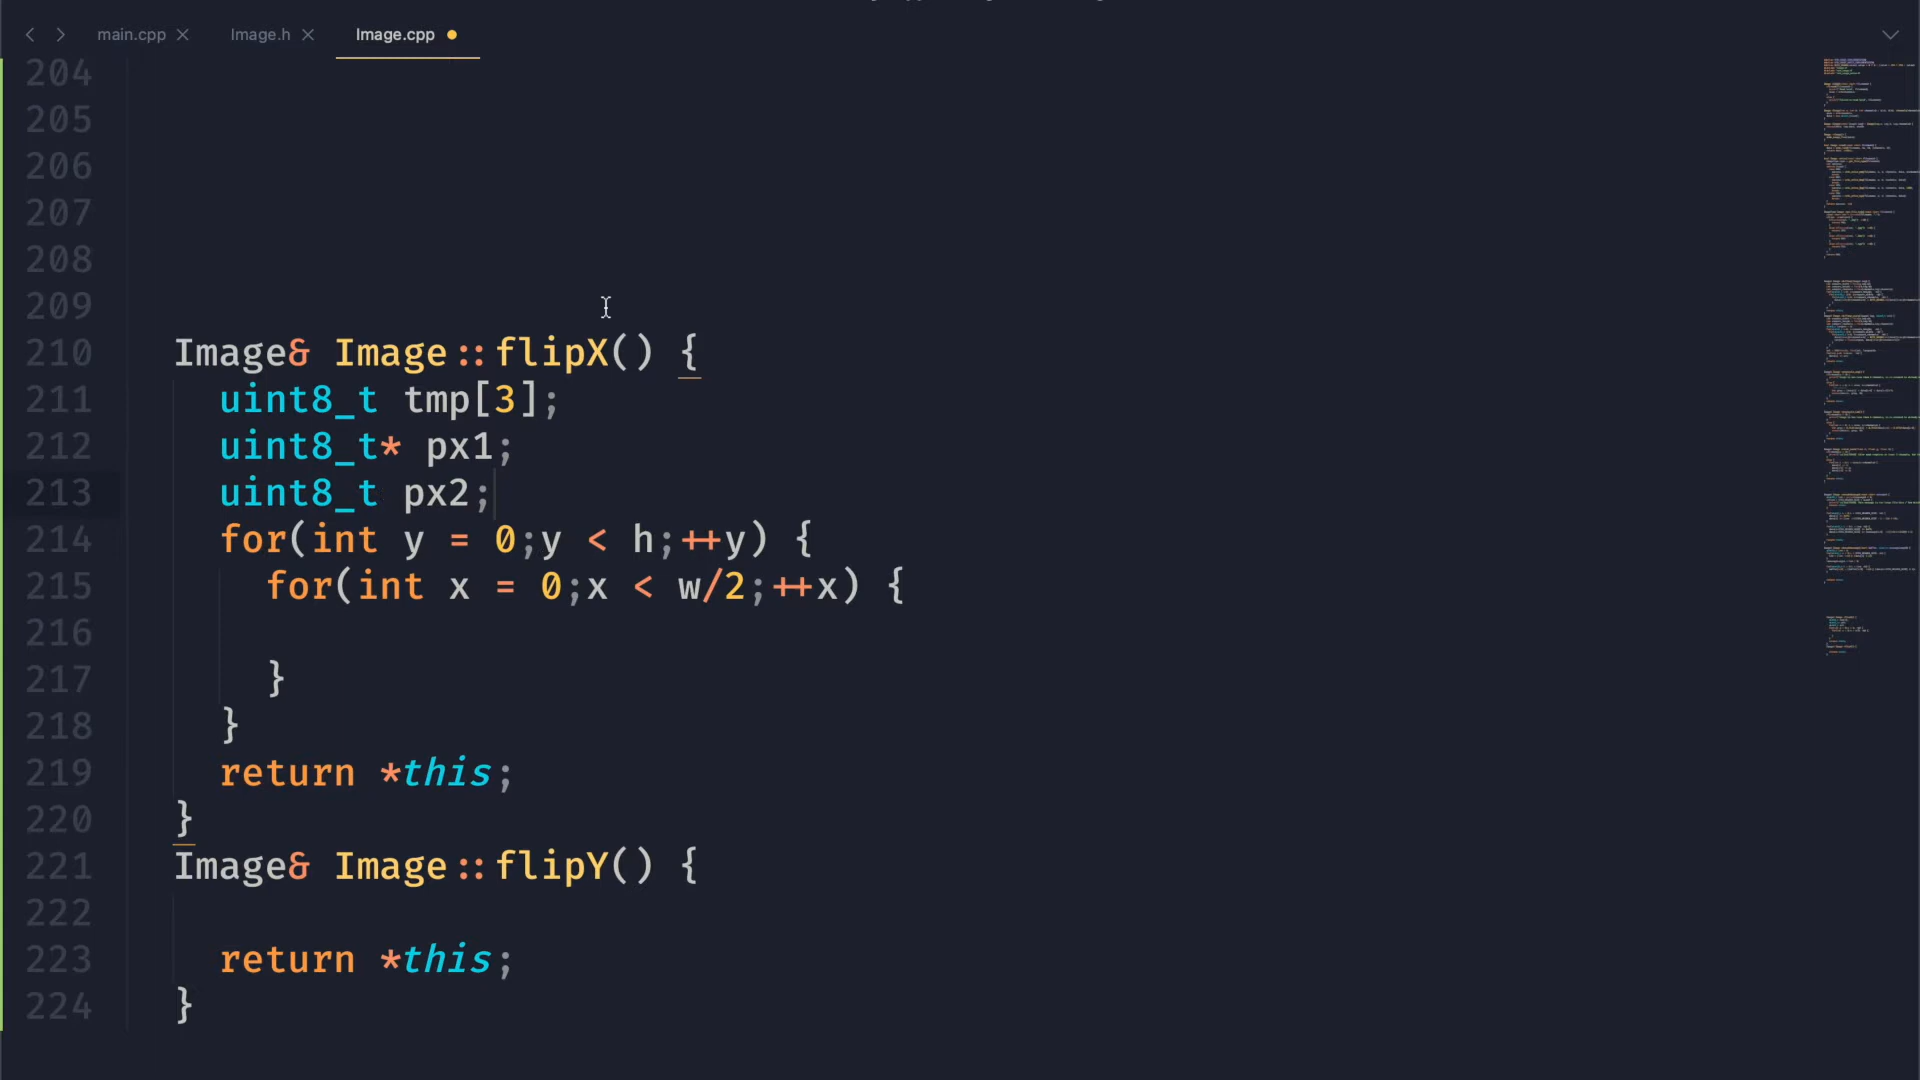 main.cpp Image.h Image.cpp
204
205
206
207
208
209
210 Image& Image::flipX() {
211 uint8_t tmp[3];
212 uint8_t* px1;
213 uint8_t px2;
214 for(int y = 0;y < h;++y) {
215 for(int x = 0;x < w/2;++x) {
216
217 }
218 }
219 return *this;
220 }
221 Image& Image::flipY() {
222
223 return *this;
224 }